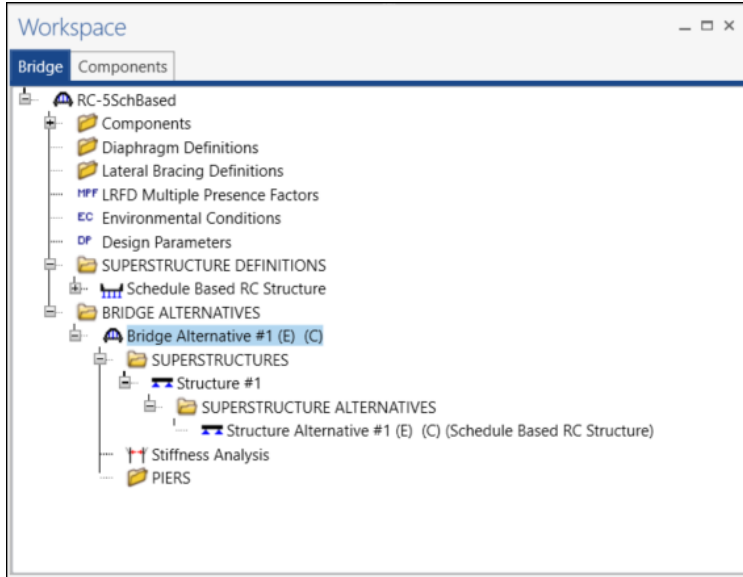 Workspace
Bridge Components
RC-5SchBased
Components
Diaphragm Definitions
Lateral Bracing Definitions
MPF LRFD Multiple Presence Factors
EC Environmental Conditions
DP Design Parameters
SUPERSTRUCTURE DEFINITIONS
Schedule Based RC Structure
BRIDGE ALTERNATIVES
Bridge Alternative #1 (E) (C)
SUPERSTRUCTURES
Structure #1
SUPERSTRUCTURE ALTERNATIVES
Structure Alternative #1 (E) (C) (Schedule Based RC Structure)
Stiffness Analysis
PIERS